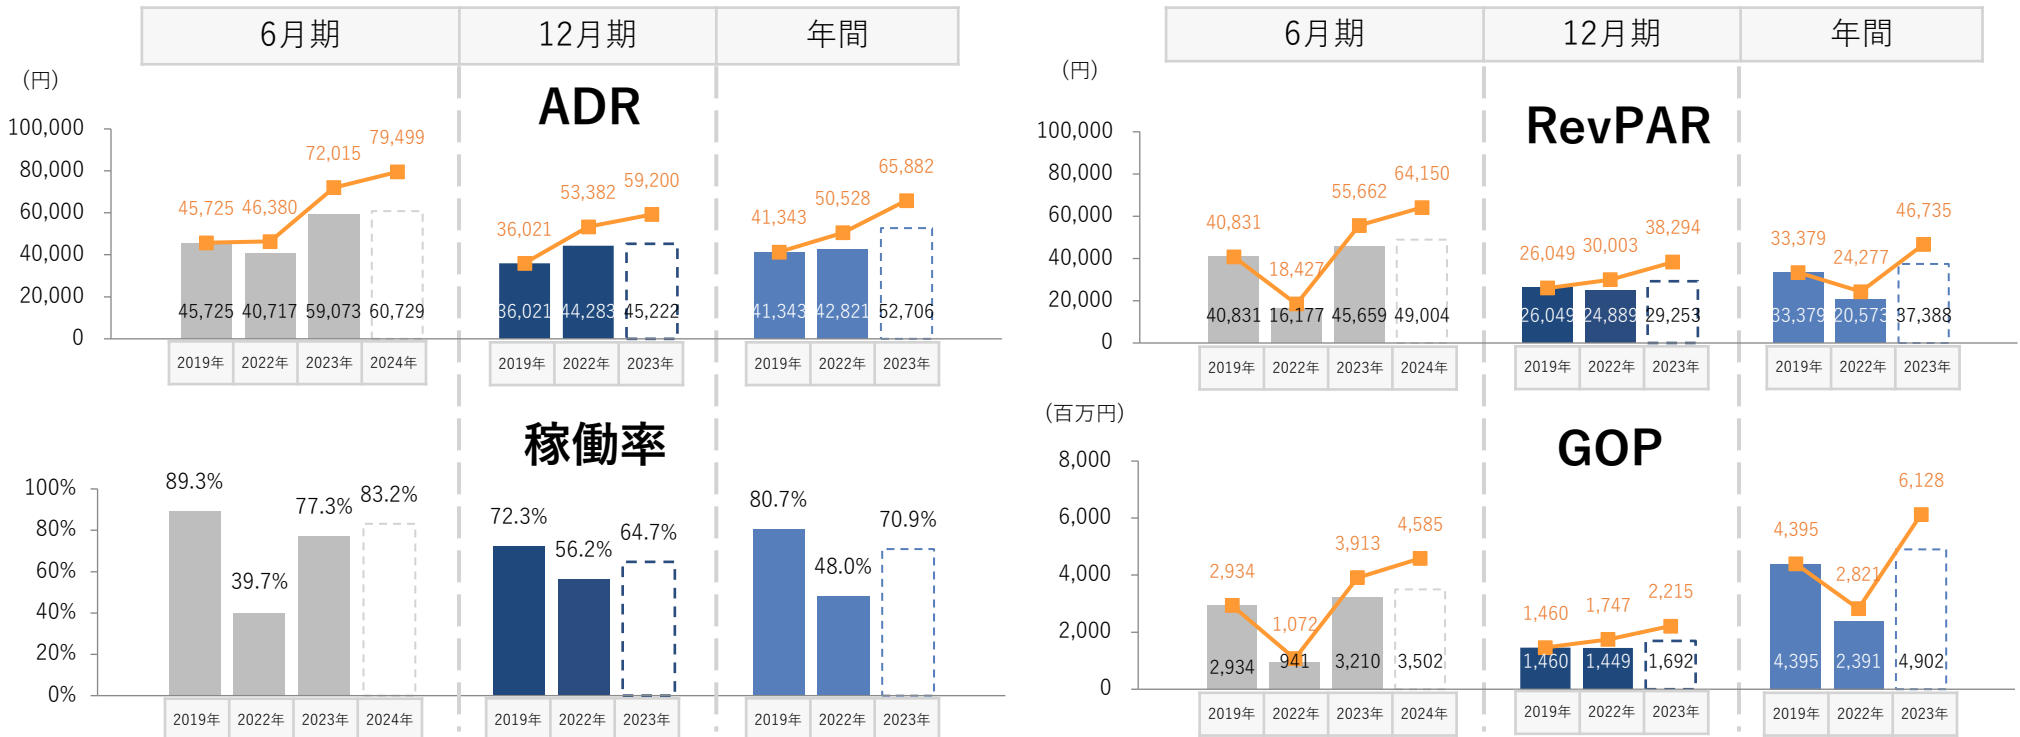 6月期 12月期 年間
(円)
ADR
100,000
80,000
60,000
40,000
20,000
0
45,725 46,380 72,015 79,499
36,021 53,382 59,200
41,343 50,528 65,882
45,725 40,717 59,073 60,729
36,021 44,283 45,222
41,343 42,821 52,706
2019年 2022年 2023年 2024年
2019年 2022年 2023年
2019年 2022年 2023年
稼働率
100%
80%
60%
40%
20%
0%
89.3% 39.7% 77.3% 83.2%
72.3% 56.2% 64.7%
80.7% 48.0% 70.9%
2019年 2022年 2023年 2024年
2019年 2022年 2023年
2019年 2022年 2023年
6月期 12月期 年間
(円)
RevPAR
100,000
80,000
60,000
40,000
20,000
0
40,831 18,427 55,662 64,150
26,049 30,003 38,294
33,379 24,277 46,735
40,831 16,177 45,659 49,004
26,049 24,889 29,253
33,379 20,573 37,388
2019年 2022年 2023年 2024年
2019年 2022年 2023年
2019年 2022年 2023年
(百万円)
GOP
8,000
6,000
4,000
2,000
0
2,934 1,072 3,913 4,585
1,460 1,747 2,215
4,395 2,821 6,128
2,934 941 3,210 3,502
1,460 1,449 1,692
4,395 2,391 4,902
2019年 2022年 2023年 2024年
2019年 2022年 2023年
2019年 2022年 2023年